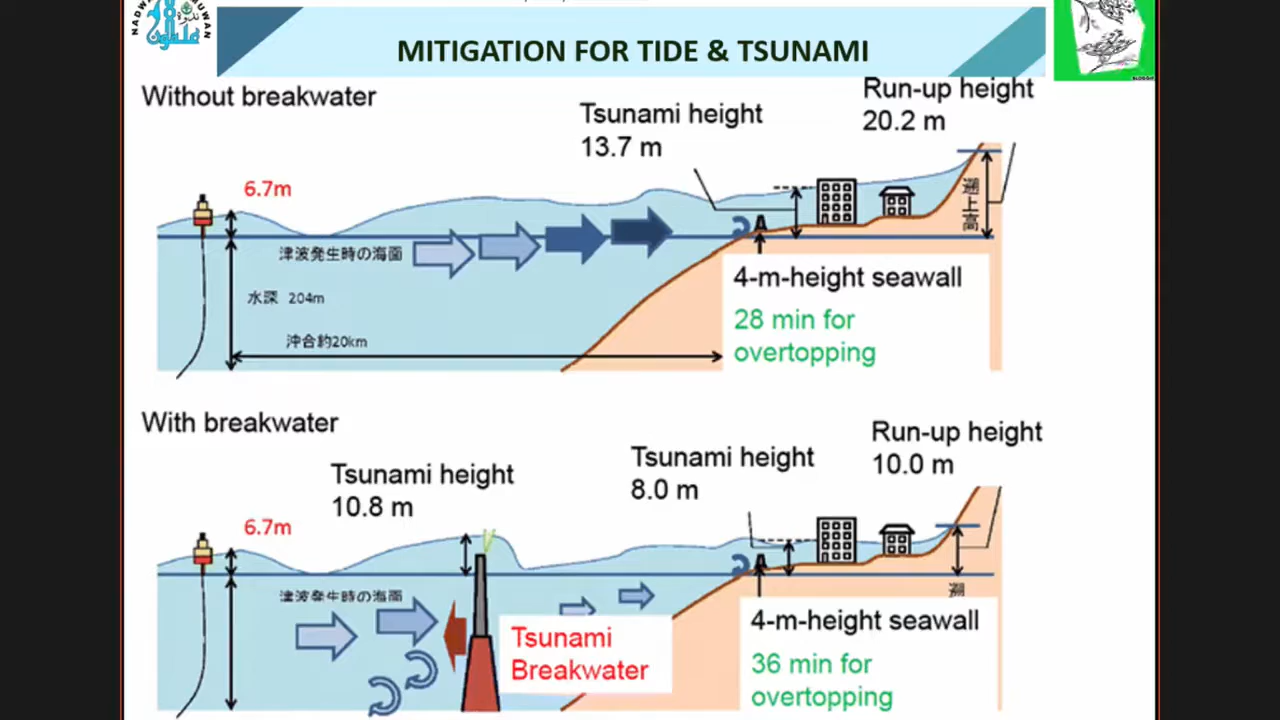 MITIGATION FOR TIDE & TSUNAMI
Without breakwater
Tsunami height
13.7 m
Run-up height
20.2 m
6.7m
津波発生時の海面
水深 204m
沖合約20km
遡上高
4-m-height seawall
28 min for
overtopping
With breakwater
Tsunami height
10.8 m
Tsunami height
8.0 m
Run-up height
10.0 m
6.7m
津波発生時の海面
遡
4-m-height seawall
36 min for
overtopping
Tsunami
Breakwater